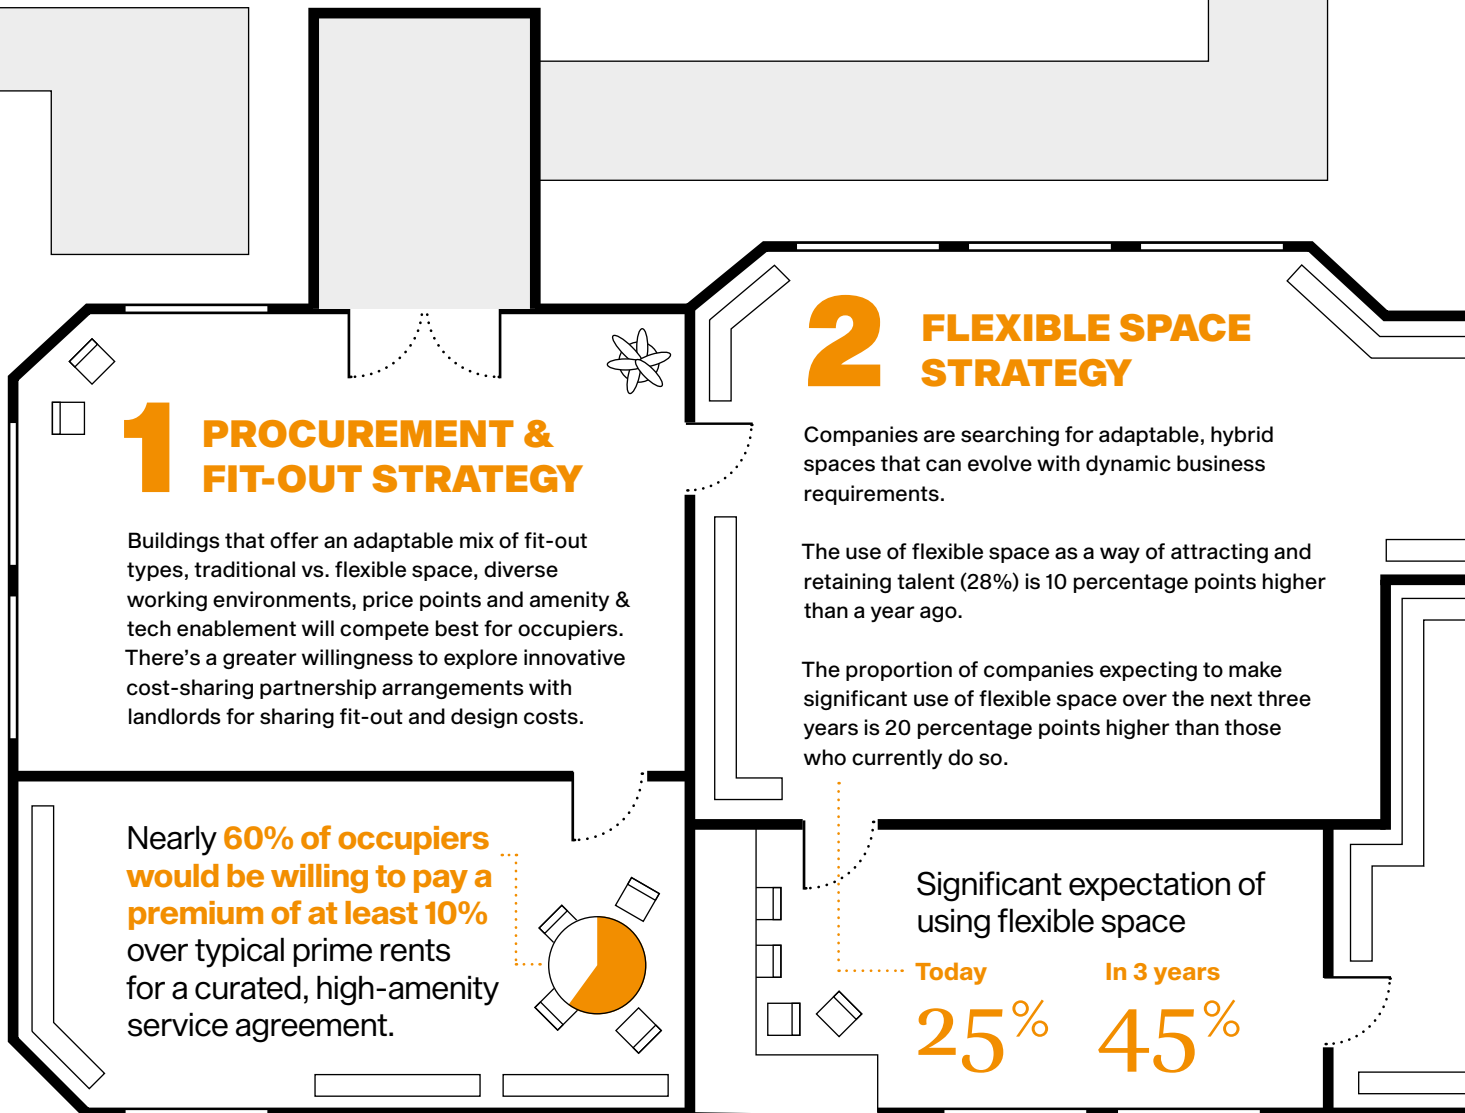 1 PROCUREMENT &
FIT-OUT STRATEGY
Buildings that offer an adaptable mix of fit-out
types, traditional vs. flexible space, diverse
working environments, price points and amenity &
tech enablement will compete best for occupiers.
There’s a greater willingness to explore innovative
cost-sharing partnership arrangements with
landlords for sharing fit-out and design costs.
Nearly 60% of occupiers
would be willing to pay a
premium of at least 10%
over typical prime rents
for a curated, high-amenity
service agreement.
2 FLEXIBLE SPACE
STRATEGY
Companies are searching for adaptable, hybrid
spaces that can evolve with dynamic business
requirements.
The use of flexible space as a way of attracting and
retaining talent (28%) is 10 percentage points higher
than a year ago.
The proportion of companies expecting to make
significant use of flexible space over the next three
years is 20 percentage points higher than those
who currently do so.
Significant expectation of
using flexible space
Today In 3 years
25% 45%